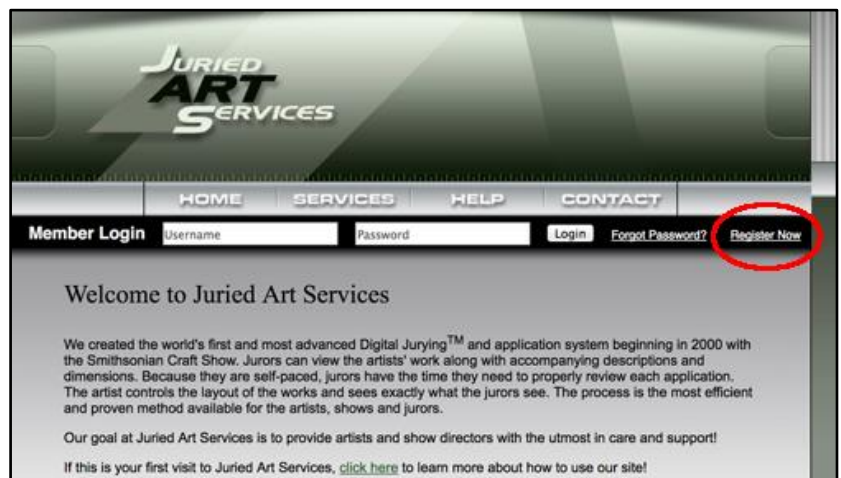 JURIED
ART
SERVICES
HOME SERVICES HELP CONTACT
Member Login Username Password Login Forgot Password? Register Now
Welcome to Juried Art Services
We created the world's first and most advanced Digital Jurying™ and application system beginning in 2000 with
the Smithsonian Craft Show. Jurors can view the artists' work along with accompanying descriptions and
dimensions. Because they are self-paced, jurors have the time they need to properly review each application.
The artist controls the layout of the works and sees exactly what the jurors see. The process is the most efficient
and proven method available for the artists, shows and jurors.
Our goal at Juried Art Services is to provide artists and show directors with the utmost in care and support!
If this is your first visit to Juried Art Services, click here to learn more about how to use our site!